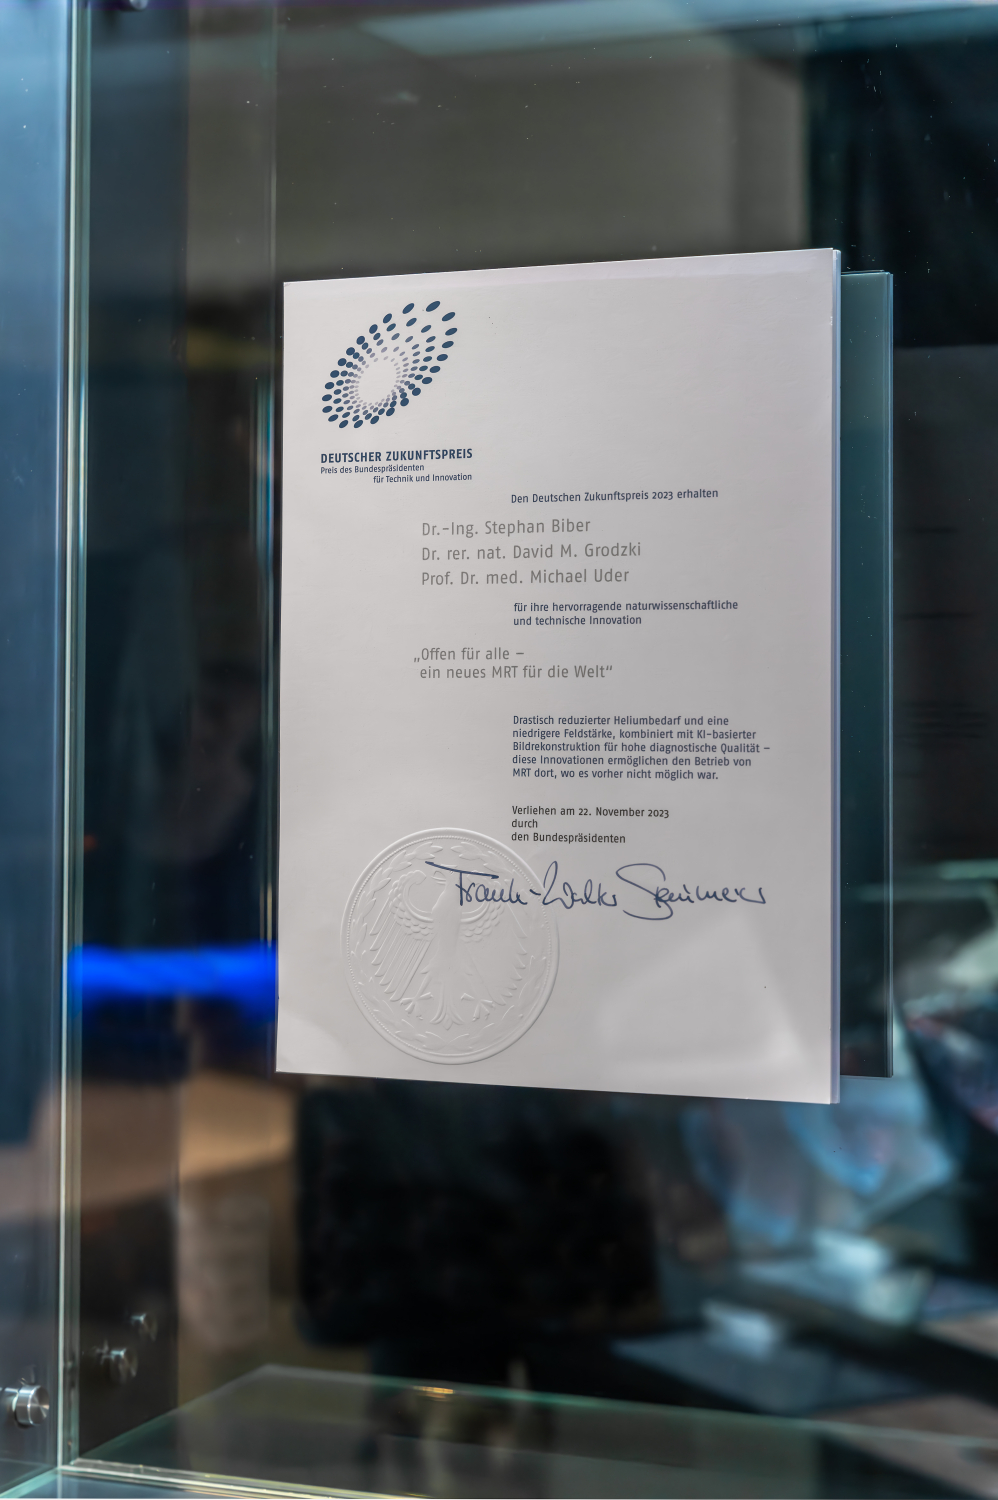 DEUTSCHER ZUKUNFTSPREIS
Preis des Bundespräsidenten
für Technik und Innovation
Den Deutschen Zukunftspreis 2023 erhalten
Dr.-Ing. Stephan Biber
Dr. rer. nat. David M. Grodzki
Prof. Dr. med. Michael Uder
für ihre hervorragende naturwissenschaftliche
und technische Innovation
„Offen für alle –
ein neues MRT für die Welt“
Drastisch reduzierter Heliumbedarf und eine
niedrigere Feldstärke, kombiniert mit KI-basierter
Bildrekonstruktion für hohe diagnostische Qualität –
diese Innovationen ermöglichen den Betrieb von
MRT dort, wo es vorher nicht möglich war.
Verliehen am 22. November 2023
durch
den Bundespräsidenten
Frank-Walter Steinmeier